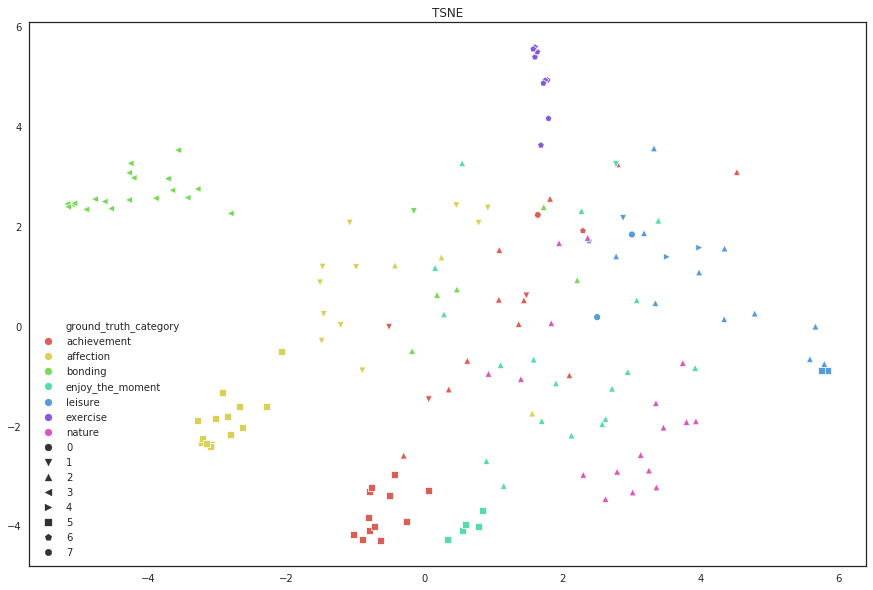 TSNE
6
4
2
0
−2
−4
ground_truth_category
achievement
affection
bonding
enjoy_the_moment
leisure
exercise
nature
0
1
2
3
4
5
6
7
−4
−2
0
2
4
6